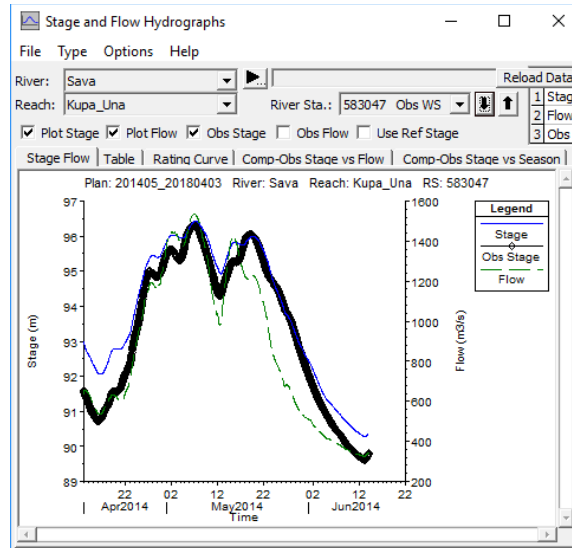 Stage and Flow Hydrographs
File Type Options Help
River: Sava Reload Data
Reach: Kupa_Una River Sta.: 583047 Obs WS 1 Stag
2 Flow
Plot Stage Plot Flow Obs Stage Obs Flow Use Ref Stage 3 Obs
Stage Flow Table Rating Curve Comp-Obs Stage vs Flow Comp-Obs Stage vs Season
Plan: 201405_20180403 River: Sava Reach: Kupa_Una RS: 583047
97 1600
96 1400
95 1200
94
93 1000
92 800
91 600
90 400
89 200
Stage (m)
Flow (m3/s)
Legend
Stage
Obs Stage
Flow
22 02 12 22 02 12 22
Apr2014 May2014 Jun2014
Time